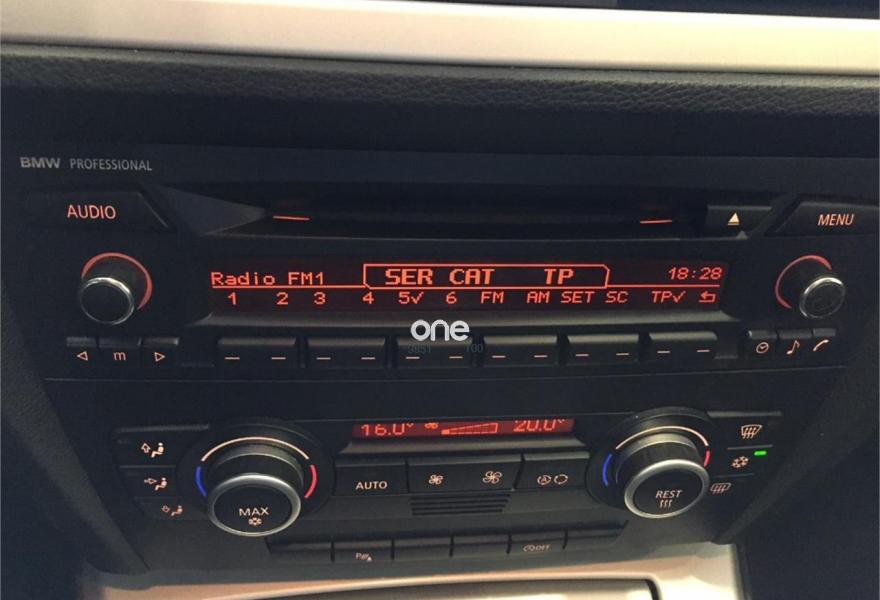 BMW PROFESSIONAL
AUDIO
MENU
Radio FM1 SER CAT TP 18:28
1 2 3 4 5✓ 6 FM AM SET SC TP✓
one
m
16.0° 20.0°
AUTO
MAX
REST
OFF